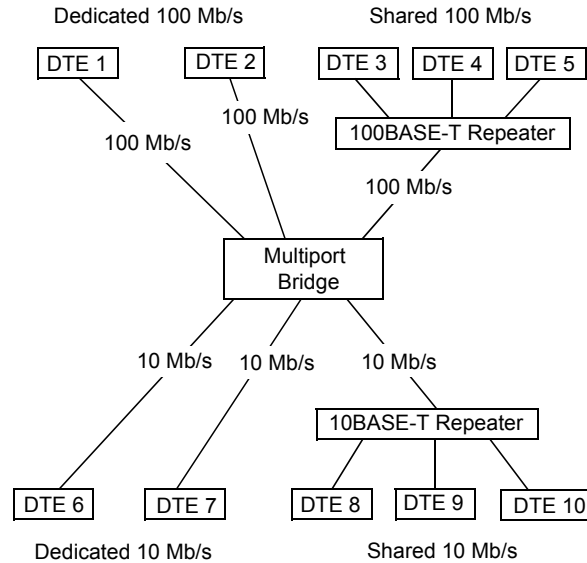 Dedicated 100 Mb/s
Shared 100 Mb/s
DTE 1
DTE 2
DTE 3
DTE 4
DTE 5
100 Mb/s
100 Mb/s
100BASE-T Repeater
100 Mb/s
Multiport
Bridge
10 Mb/s
10 Mb/s
10 Mb/s
10BASE-T Repeater
DTE 6
DTE 7
DTE 8
DTE 9
DTE 10
Dedicated 10 Mb/s
Shared 10 Mb/s